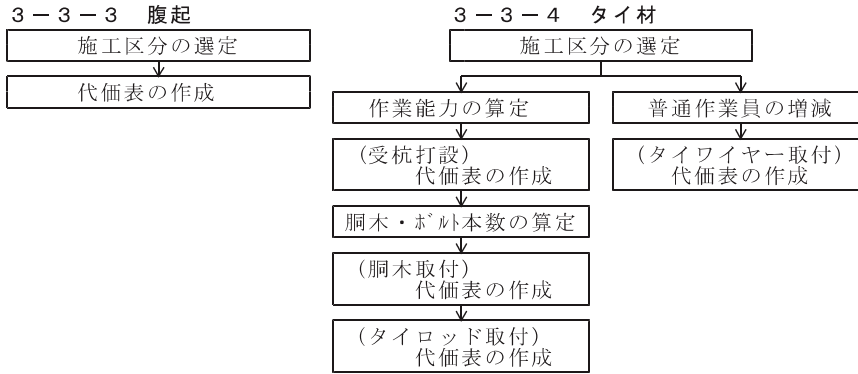 ３－３－３　腹起
施工区分の選定
代価表の作成
３－３－４　タイ材
施工区分の選定
作業能力の算定
(受杭打設)
代価表の作成
胴木・ﾎﾞﾙﾄ本数の算定
(胴木取付)
代価表の作成
(タイロッド取付)
代価表の作成
普通作業員の増減
(タイワイヤー取付)
代価表の作成